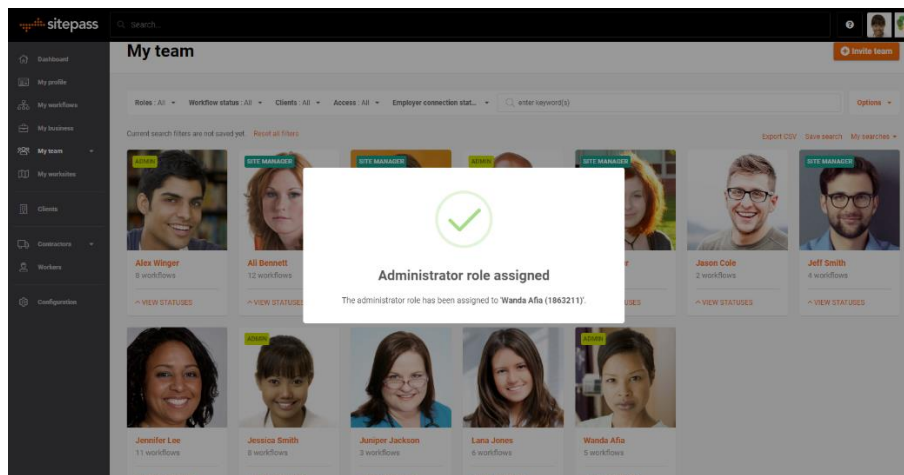 sitepass
Search...
My team
Invite team
Dashboard
My profile
My workflows
My business
My team
My worksites
Clients
Contractors
Workers
Configuration
Roles : All
Workflow status : All
Clients : All
Access : All
Employer connection stat...
enter keyword(s)
Options
Current search filters are not saved yet. Reset all filters
Export CSV
Save search
My searches
ADMIN
SITE MANAGER
SITE MANAGER
ADMIN
SITE MANAGER
SITE MANAGER
Administrator role assigned
The administrator role has been assigned to 'Wanda Afia (1863211)'.
Alex Winger
Ali Bennett
Jason Cole
Jeff Smith
12 workflows
2 workflows
4 workflows
VIEW STATUSES
VIEW STATUSES
VIEW STATUSES
VIEW STATUSES
ADMIN
ADMIN
Jennifer Lee
Jessica Smith
Juniper Jackson
Lana Jones
Wanda Afia
11 workflows
8 workflows
3 workflows
6 workflows
5 workflows